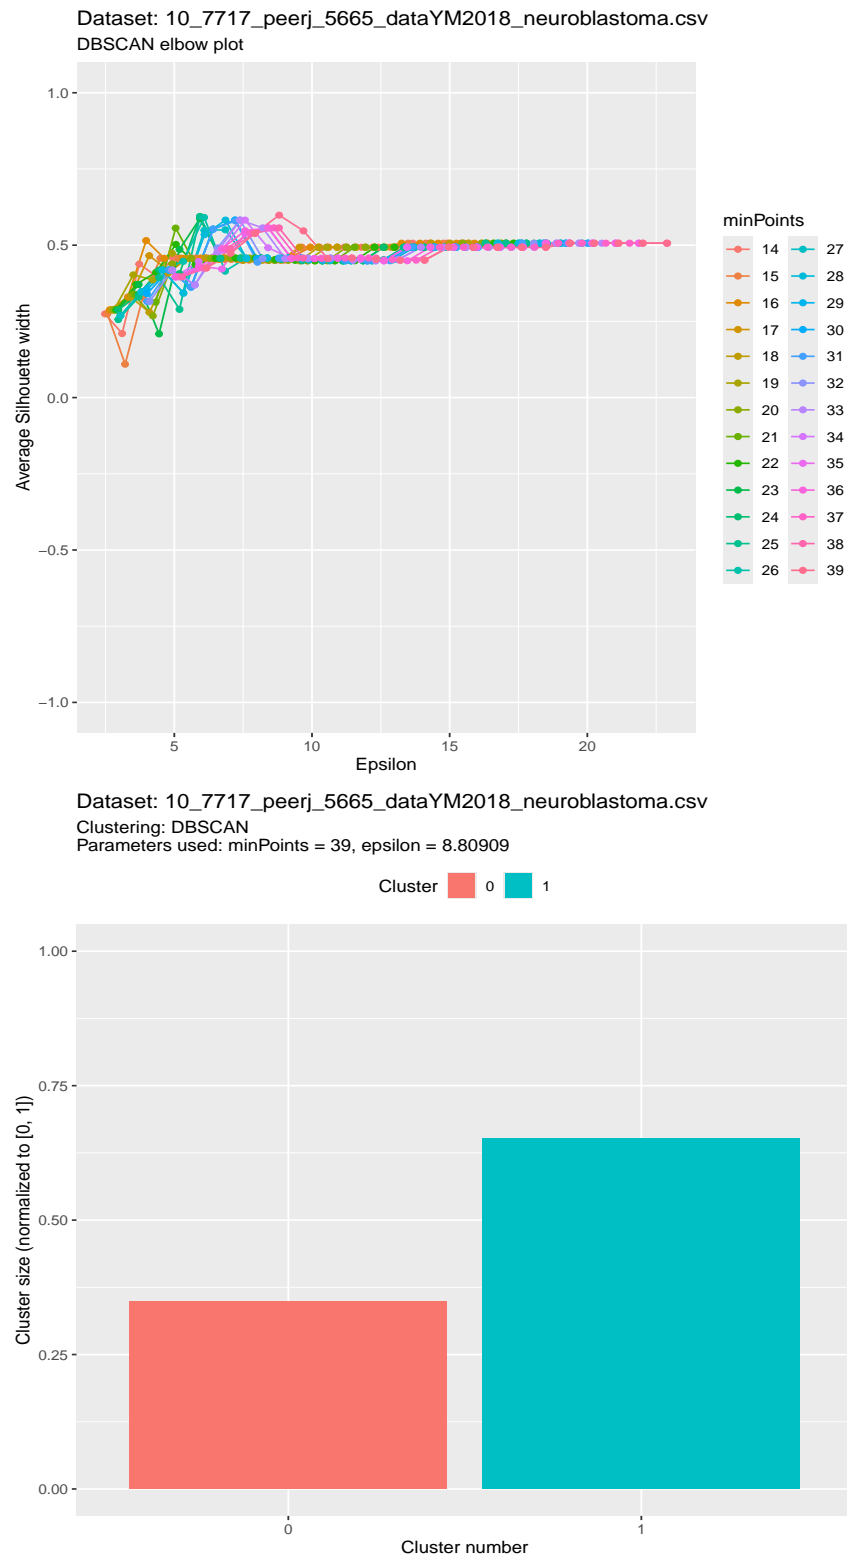 Dataset: 10_7717_peerj_5665_dataYM2018_neuroblastoma.csv
DBSCAN elbow plot
1.0
0.5
0.0
−0.5
−1.0
Average Silhouette width
5 10 15 20
Epsilon
minPoints
14 27
15 28
16 29
17 30
18 31
19 32
20 33
21 34
22 35
23 36
24 37
25 38
26 39
Dataset: 10_7717_peerj_5665_dataYM2018_neuroblastoma.csv
Clustering: DBSCAN
Parameters used: minPoints = 39, epsilon = 8.80909
Cluster 0 1
1.00
0.75
0.50
0.25
0.00
Cluster size (normalized to [0, 1])
0 1
Cluster number